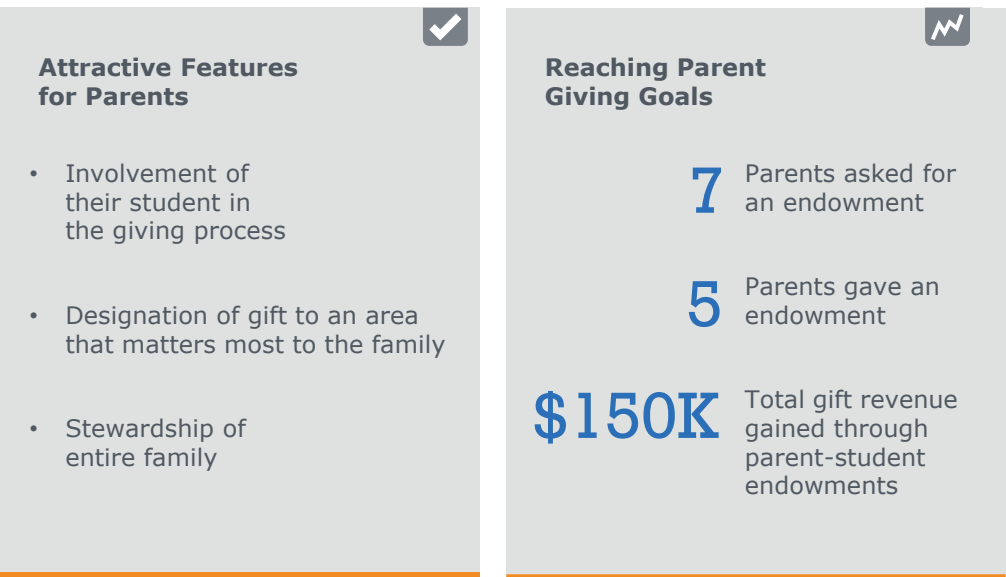 Attractive Features
for Parents
• Involvement of
their student in
the giving process
• Designation of gift to an area
that matters most to the family
• Stewardship of
entire family
Reaching Parent
Giving Goals
7 Parents asked for
an endowment
5 Parents gave an
endowment
$150K Total gift revenue
gained through
parent-student
endowments